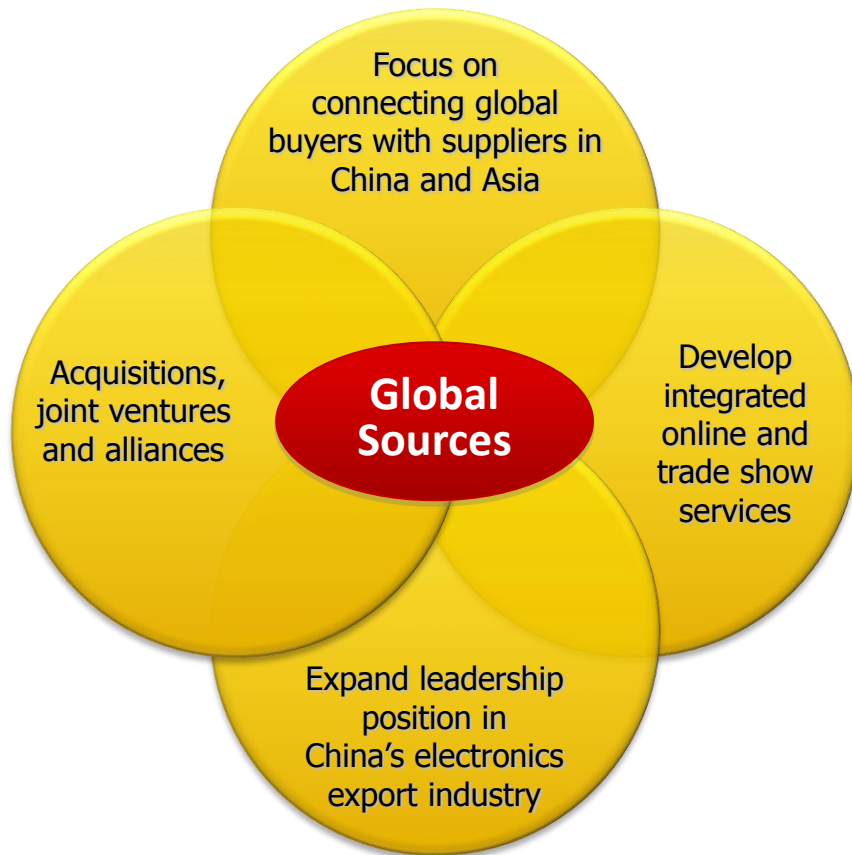 Focus on
connecting global
buyers with suppliers in
China and Asia
Acquisitions,
joint ventures
and alliances
Global
Sources
Develop
integrated
online and
trade show
services
Expand leadership
position in
China’s electronics
export industry